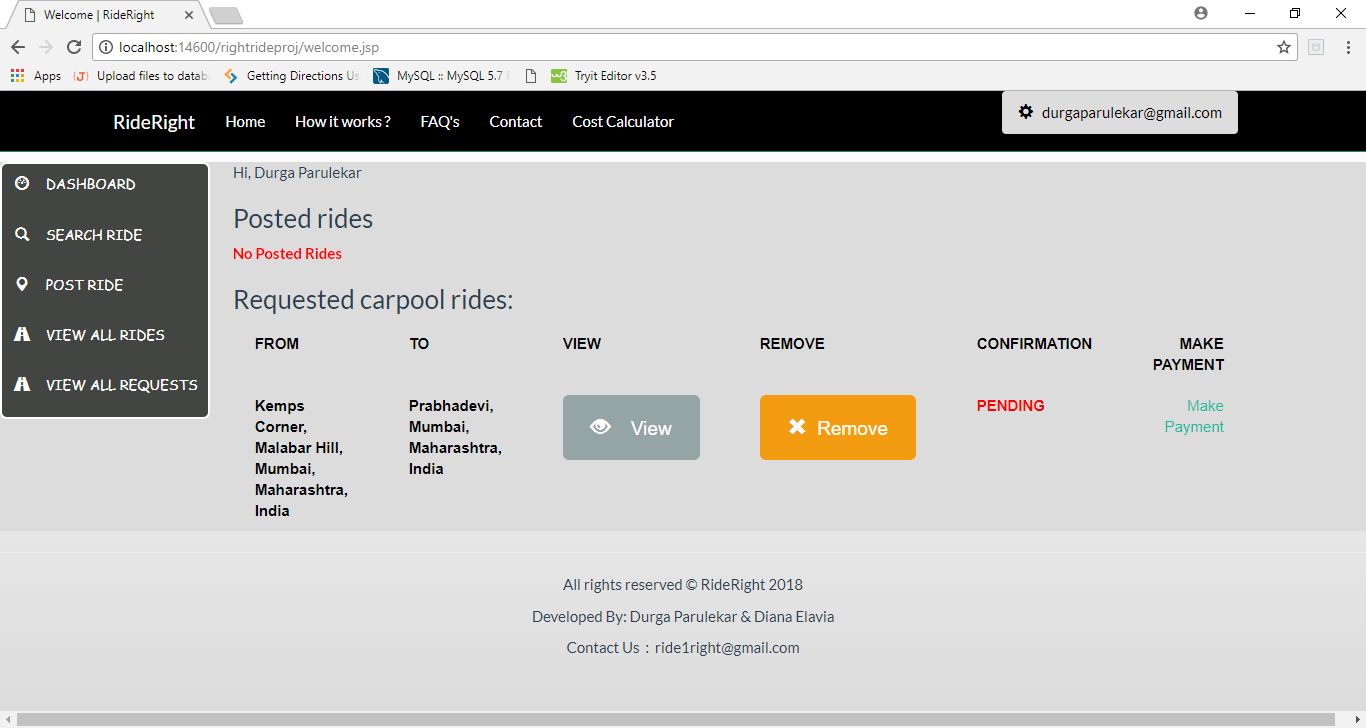 Welcome | RideRight
localhost:14600/rightrideproj/welcome.jsp
Apps Upload files to datab Getting Directions Us MySQL :: MySQL 5.7 Tryit Editor v3.5
RideRight Home How it works ? FAQ's Contact Cost Calculator durgaparulekar@gmail.com
DASHBOARD
SEARCH RIDE
POST RIDE
VIEW ALL RIDES
VIEW ALL REQUESTS
Hi, Durga Parulekar
Posted rides
No Posted Rides
Requested carpool rides:
FROM TO VIEW REMOVE CONFIRMATION MAKE
PAYMENT
Kemps Prabhadevi, View Remove PENDING Make
Corner, Mumbai, Payment
Malabar Hill, Maharashtra,
Mumbai, India
Maharashtra,
India
All rights reserved © RideRight 2018
Developed By: Durga Parulekar & Diana Elavia
Contact Us : ride1right@gmail.com